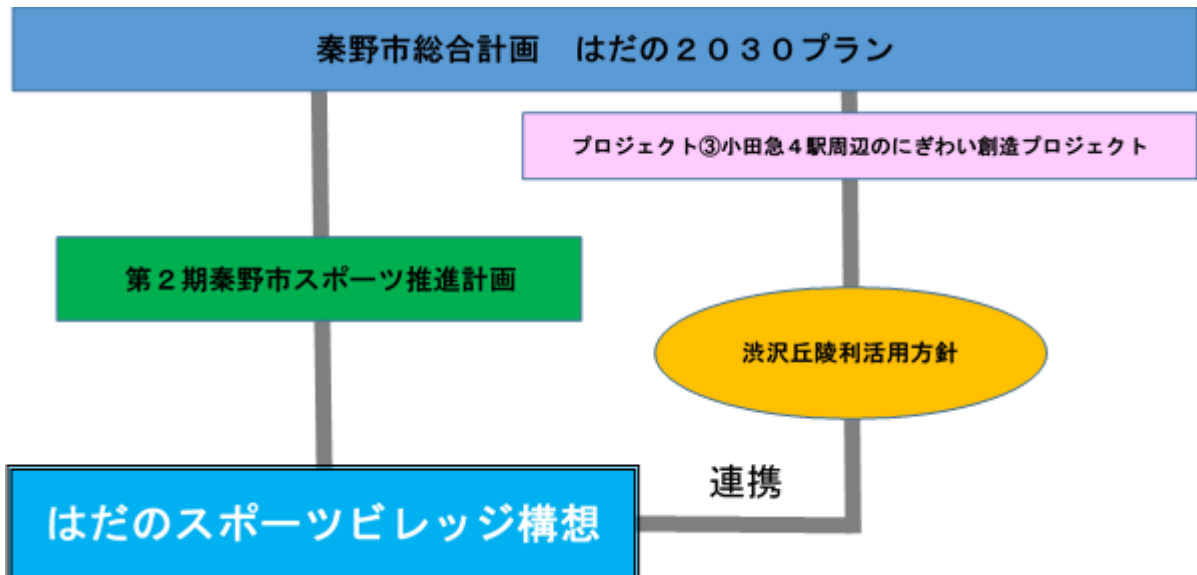 秦野市総合計画　はだの２０３０プラン
プロジェクト③小田急４駅周辺のにぎわい創造プロジェクト
第２期秦野市スポーツ推進計画
渋沢丘陵利活用方針
連携
はだのスポーツビレッジ構想